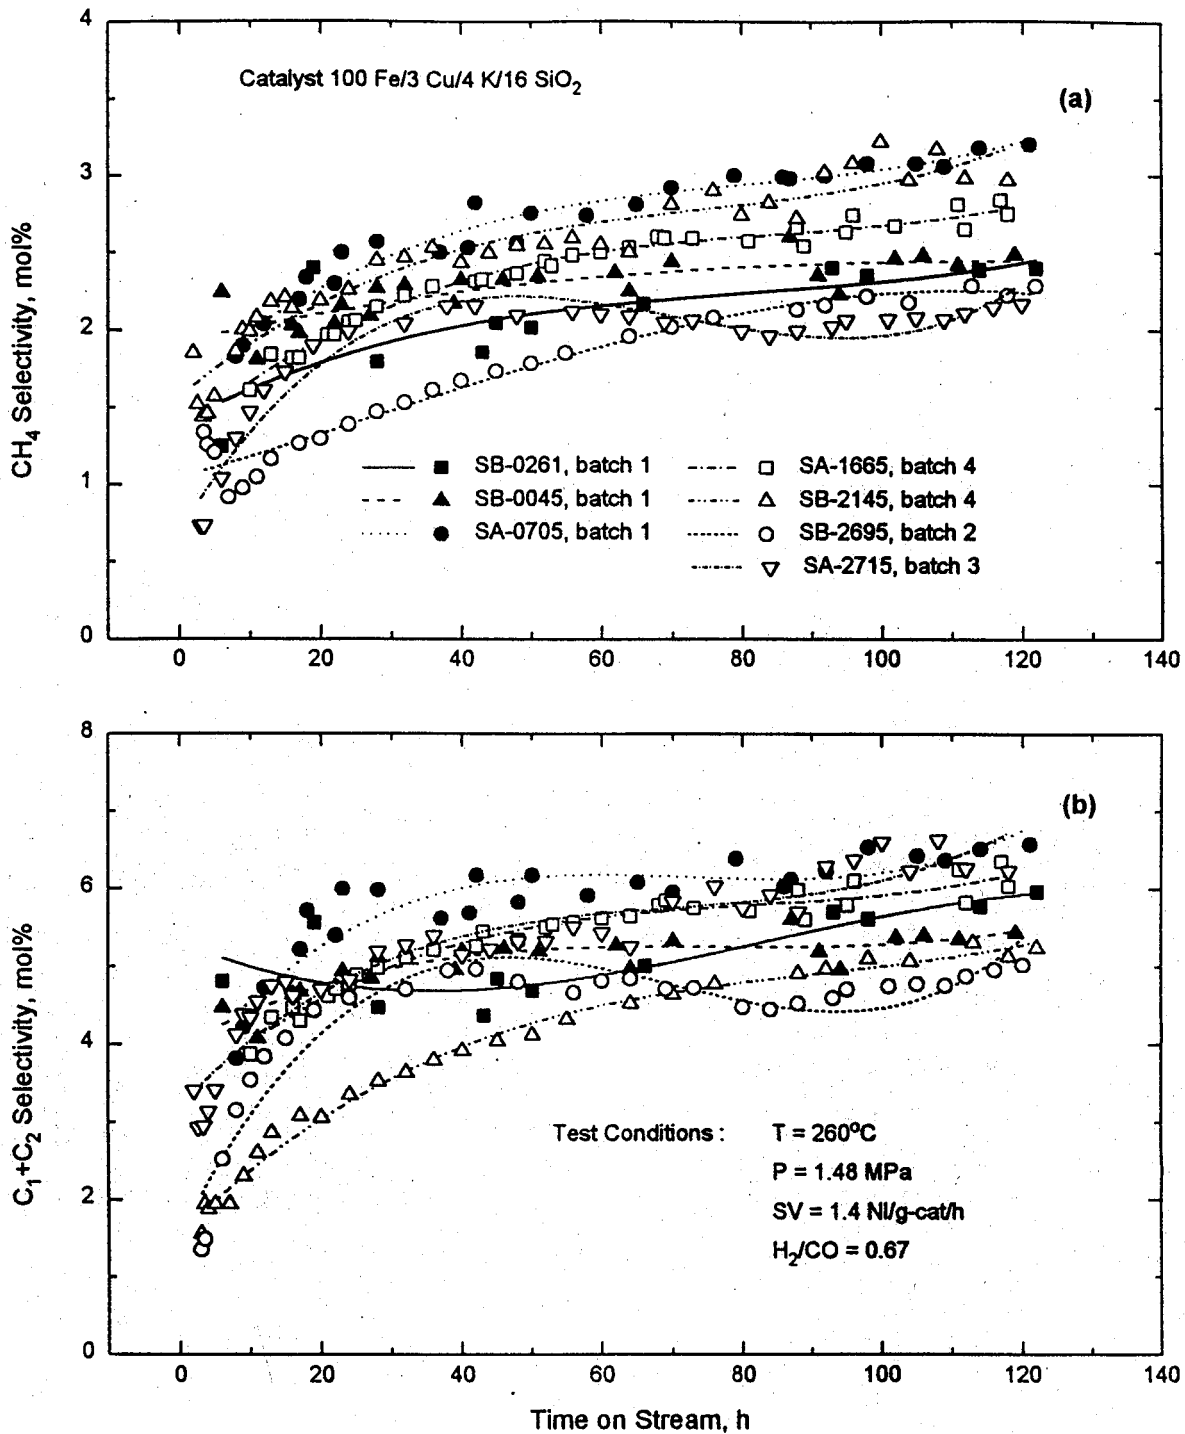 4
Catalyst 100 Fe/3 Cu/4 K/16 SiO₂
(a)
3
CH₄ Selectivity, mol%
2
SB-0261, batch 1
SA-1665, batch 4
1
SB-0045, batch 1
SB-2145, batch 4
SA-0705, batch 1
SB-2695, batch 2
SA-2715, batch 3
0
0 20 40 60 80 100 120 140
8
(b)
6
C₁+C₂ Selectivity, mol%
4
Test Conditions : T = 260°C
P = 1.48 MPa
2
SV = 1.4 Nl/g-cat/h
H₂/CO = 0.67
0
0 20 40 60 80 100 120 140
Time on Stream, h